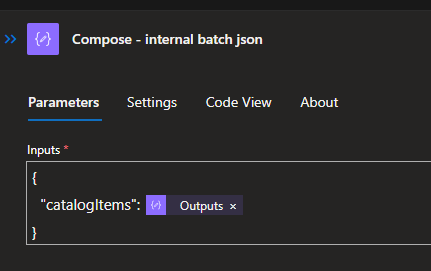 Compose - internal batch json
Parameters Settings Code View About
Inputs *
{
"catalogItems": Outputs ×
}